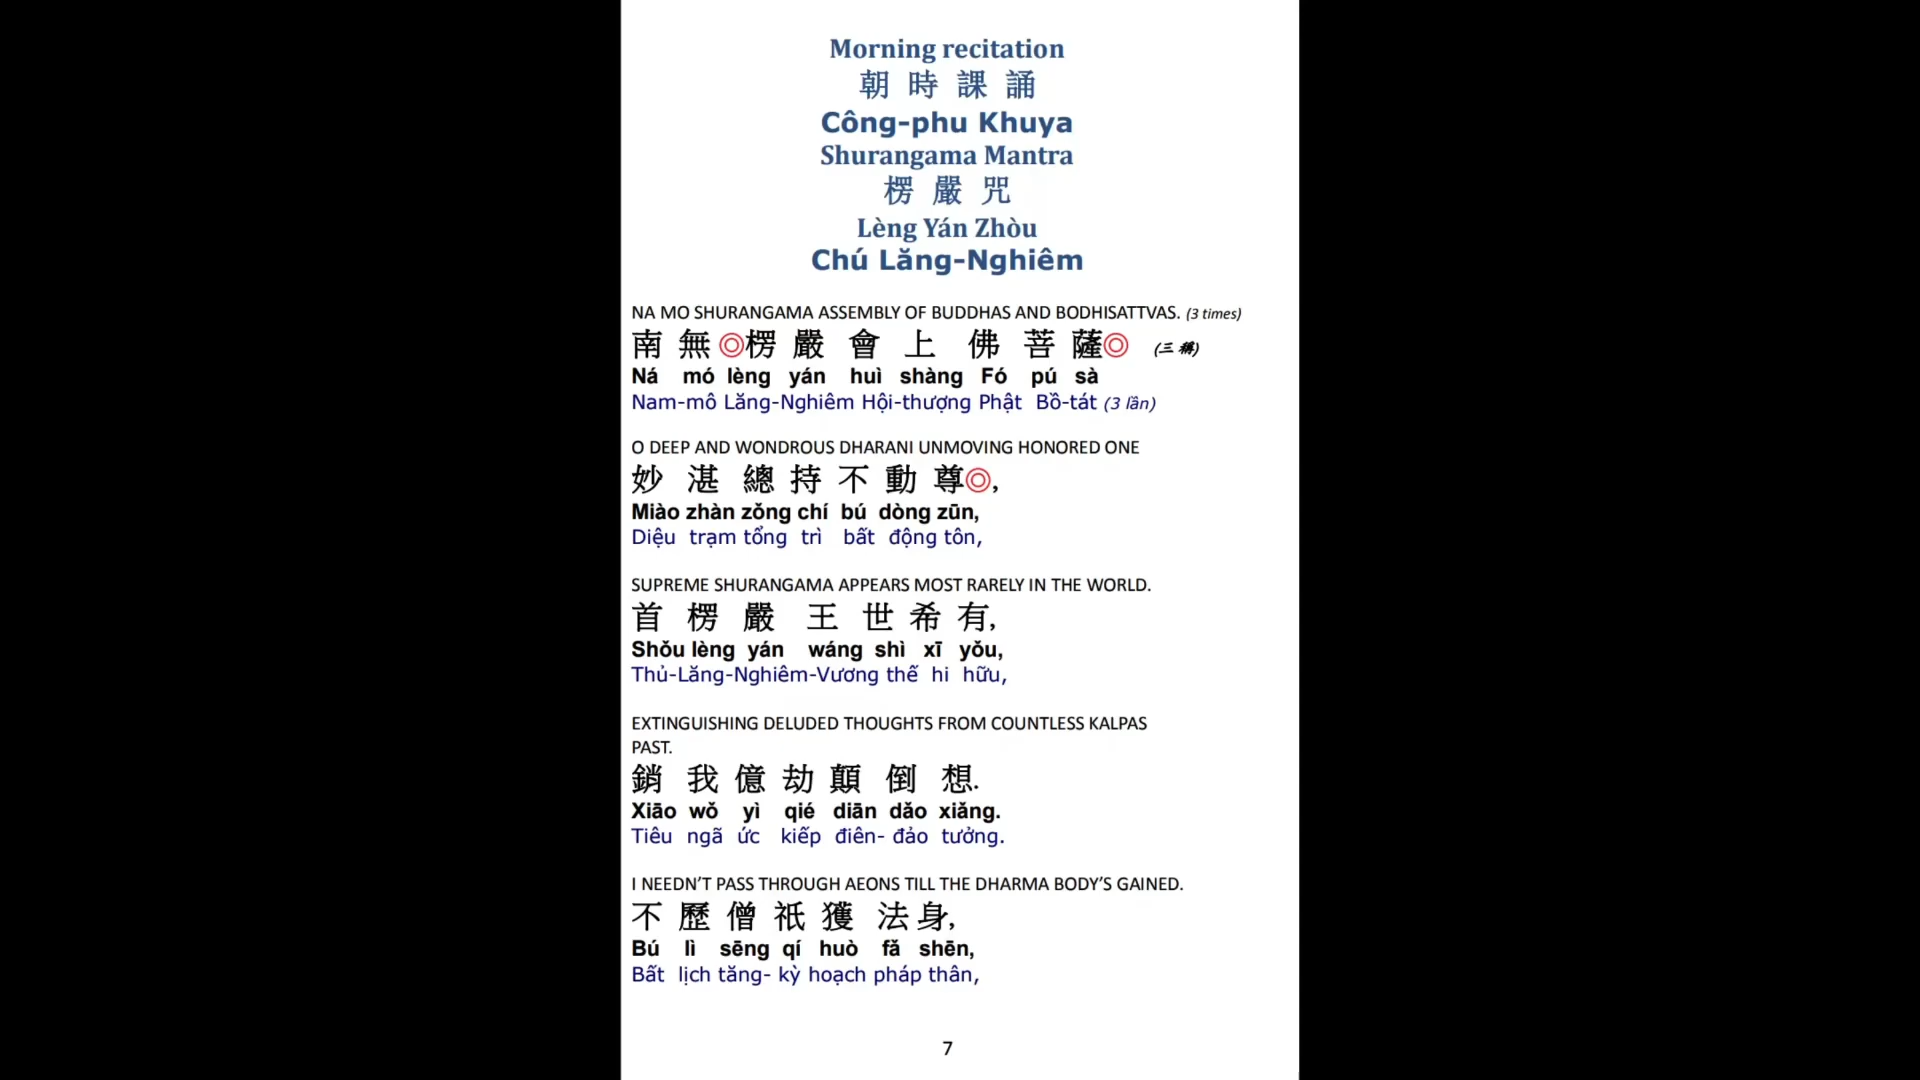 Morning recitation
朝 時 課 誦
Công-phu Khuya
Shurangama Mantra
楞 嚴 咒
Lèng Yán Zhòu
Chú Lăng-Nghiêm
NA MO SHURANGAMA ASSEMBLY OF BUDDHAS AND BODHISATTVAS. (3 times)
南 無 ◎楞 嚴 會 上 佛 菩 薩◎ (三 稱)
Ná mó lèng yán huì shàng Fó pú sà
Nam-mô Lăng-Nghiêm Hội-thượng Phật Bồ-tát (3 lần)
O DEEP AND WONDROUS DHARANI UNMOVING HONORED ONE
妙 湛 總 持 不 動 尊◎,
Miào zhàn zǒng chí bú dòng zūn,
Diệu trạm tổng trì bất động tôn,
SUPREME SHURANGAMA APPEARS MOST RARELY IN THE WORLD.
首 楞 嚴 王 世 希 有,
Shǒu lèng yán wáng shì xī yǒu,
Thủ-Lăng-Nghiêm-Vương thế hi hữu,
EXTINGUISHING DELUDED THOUGHTS FROM COUNTLESS KALPAS
PAST.
銷 我 億 劫 顛 倒 想.
Xiāo wǒ yì qié diān dǎo xiǎng.
Tiêu ngã ức kiếp điên- đảo tưởng.
I NEEDN’T PASS THROUGH AEONS TILL THE DHARMA BODY’S GAINED.
不 歷 僧 祇 獲 法 身,
Bú lì sēng qí huò fǎ shēn,
Bất lịch tăng- kỳ hoạch pháp thân,
7